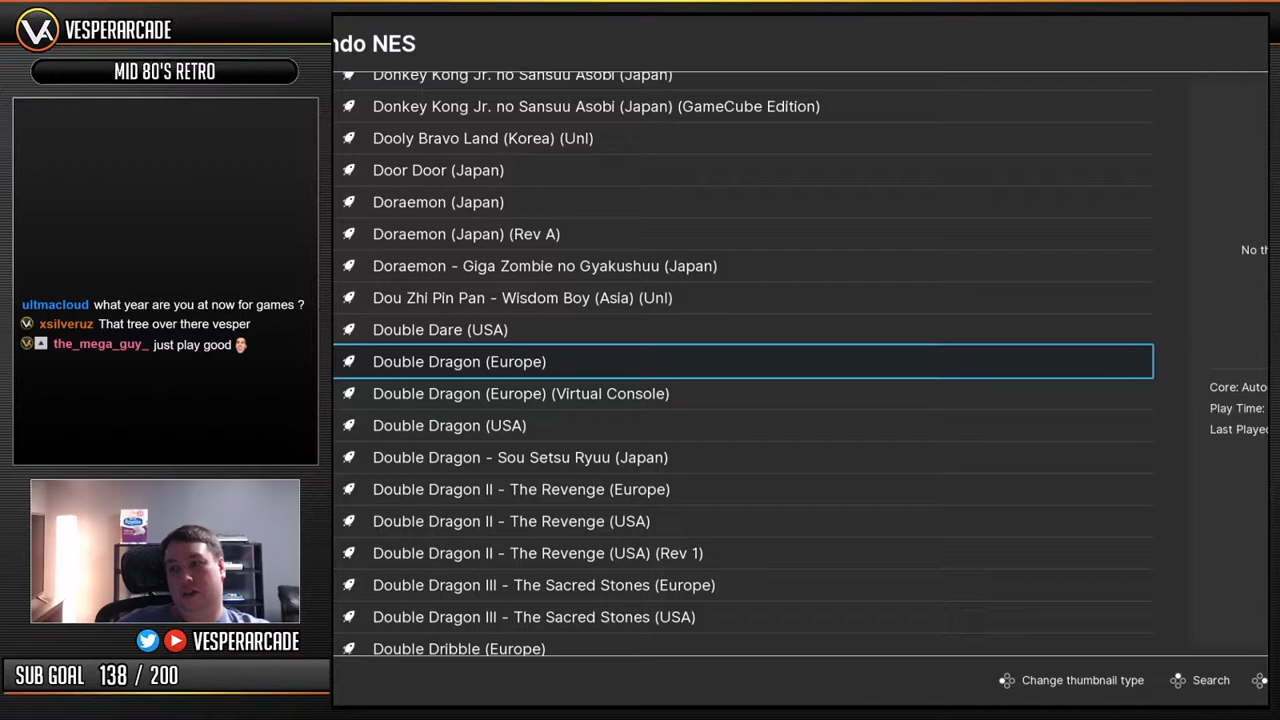 VESPERARCADE
MID 80'S RETRO
ultmacloud what year are you at now for games ?
xsilveruz That tree over there vesper
the_mega_guy_ just play good
VESPERARCADE
SUB GOAL 138 / 200
ndo NES
Donkey Kong Jr. no Sansuu Asobi (Japan)
Donkey Kong Jr. no Sansuu Asobi (Japan) (GameCube Edition)
Dooly Bravo Land (Korea) (Unl)
Door Door (Japan)
Doraemon (Japan)
Doraemon (Japan) (Rev A)
Doraemon - Giga Zombie no Gyakushuu (Japan)
Dou Zhi Pin Pan - Wisdom Boy (Asia) (Unl)
Double Dare (USA)
Double Dragon (Europe)
Double Dragon (Europe) (Virtual Console)
Double Dragon (USA)
Double Dragon - Sou Setsu Ryuu (Japan)
Double Dragon II - The Revenge (Europe)
Double Dragon II - The Revenge (USA)
Double Dragon II - The Revenge (USA) (Rev 1)
Double Dragon III - The Sacred Stones (Europe)
Double Dragon III - The Sacred Stones (USA)
Double Dribble (Europe)
No th
Core: Auto
Play Time:
Last Playe
Change thumbnail type
Search